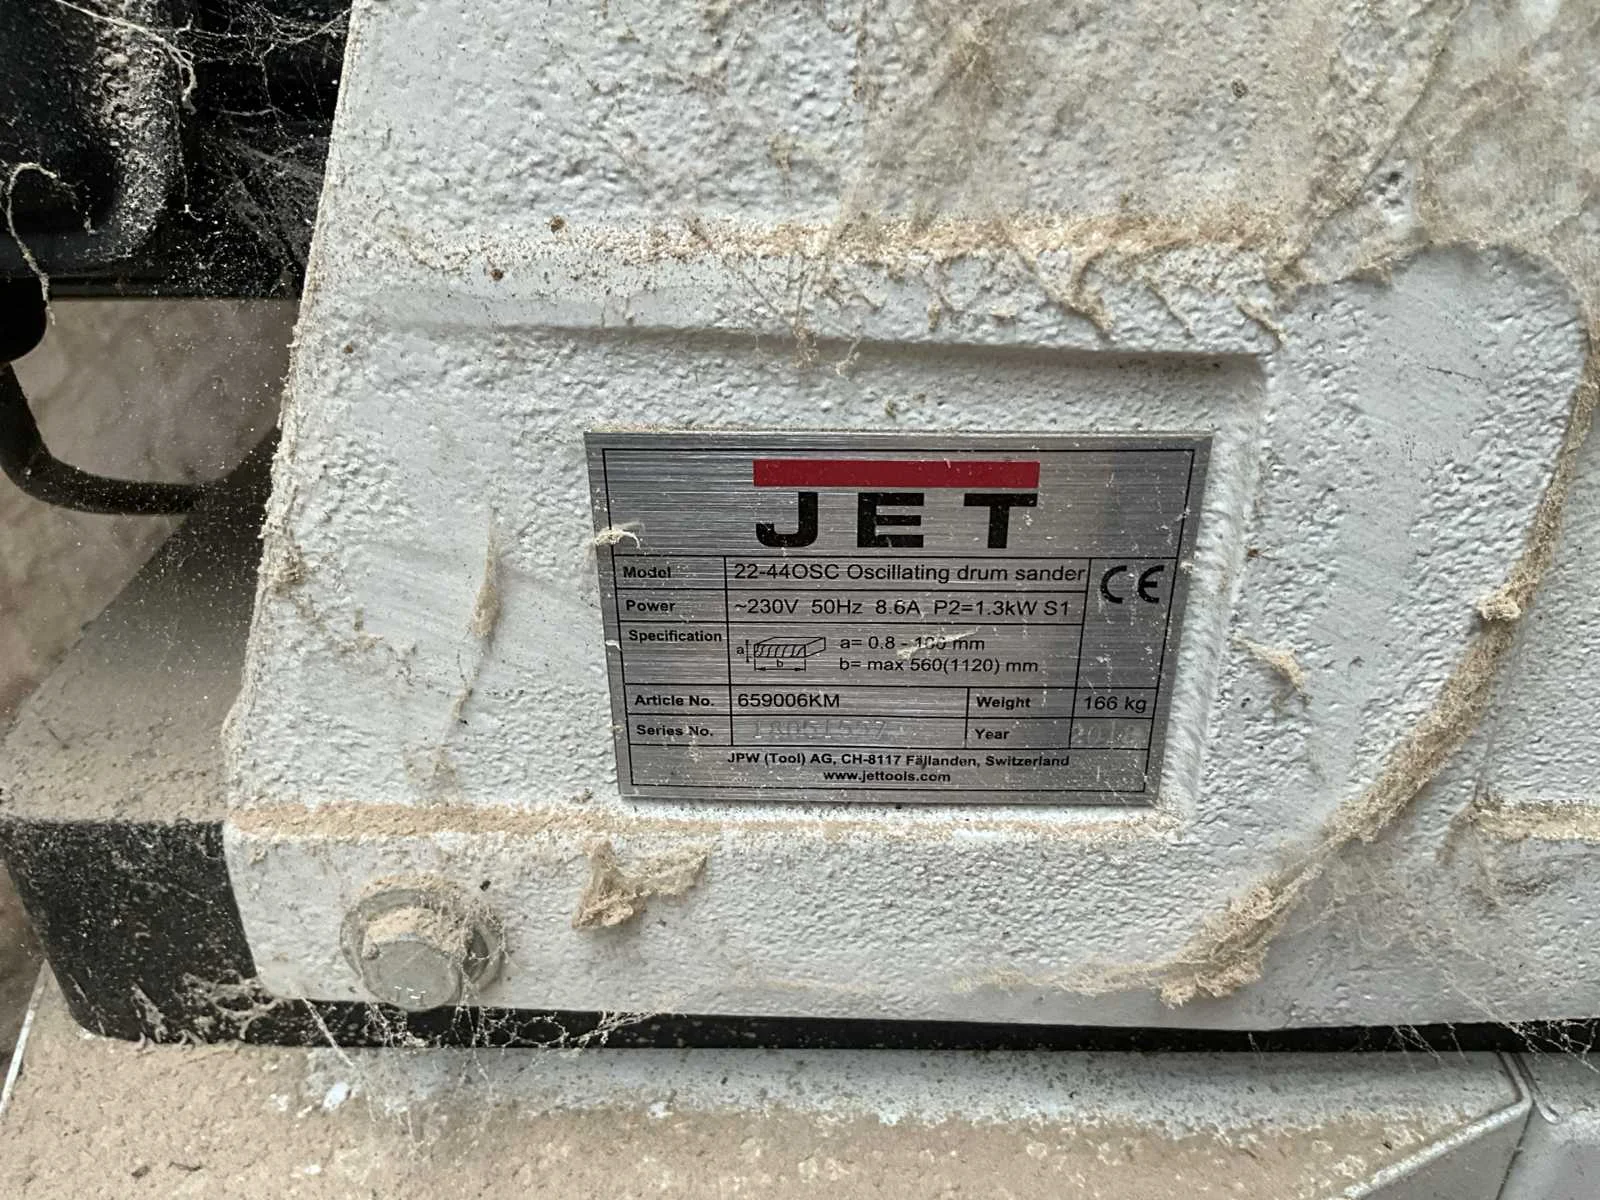 JET
Model 22-44OSC Oscillating drum sander CE
Power ~230V 50Hz 8.6A P2=1.3kW S1
Specification a b a= 0.8 - mm
b= max 560(1120) mm
Article No. 659006KM Weight 166 kg
Series No. Year
JPW (Tool) AG, CH-8117 Fällanden, Switzerland
www.jettools.com